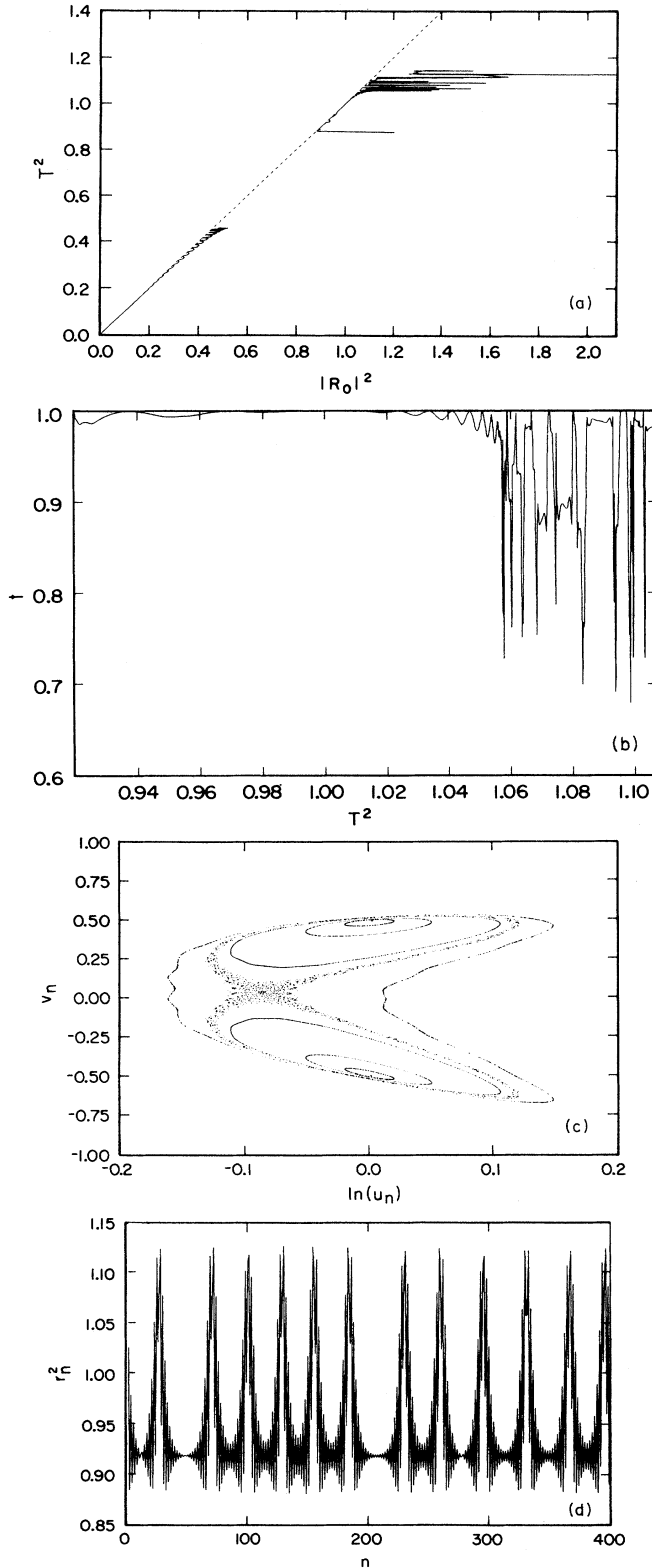 1.4
1.2
1.0
0.8
0.6
0.4
0.2
0.0
T²
(a)
0.0 0.2 0.4 0.6 0.8 1.0 1.2 1.4 1.6 1.8 2.0
|R₀|²
1.0
0.9
0.8
0.7
0.6
t
(b)
0.94 0.96 0.98 1.00 1.02 1.04 1.06 1.08 1.10
T²
1.00
0.75
0.50
0.25
0.00
-0.25
-0.50
-0.75
-1.00
vₙ
(c)
-0.2 -0.1 0.0 0.1 0.2
ln(uₙ)
1.15
1.10
1.05
1.00
0.95
0.90
0.85
rₙ²
(d)
0 100 200 300 400
n